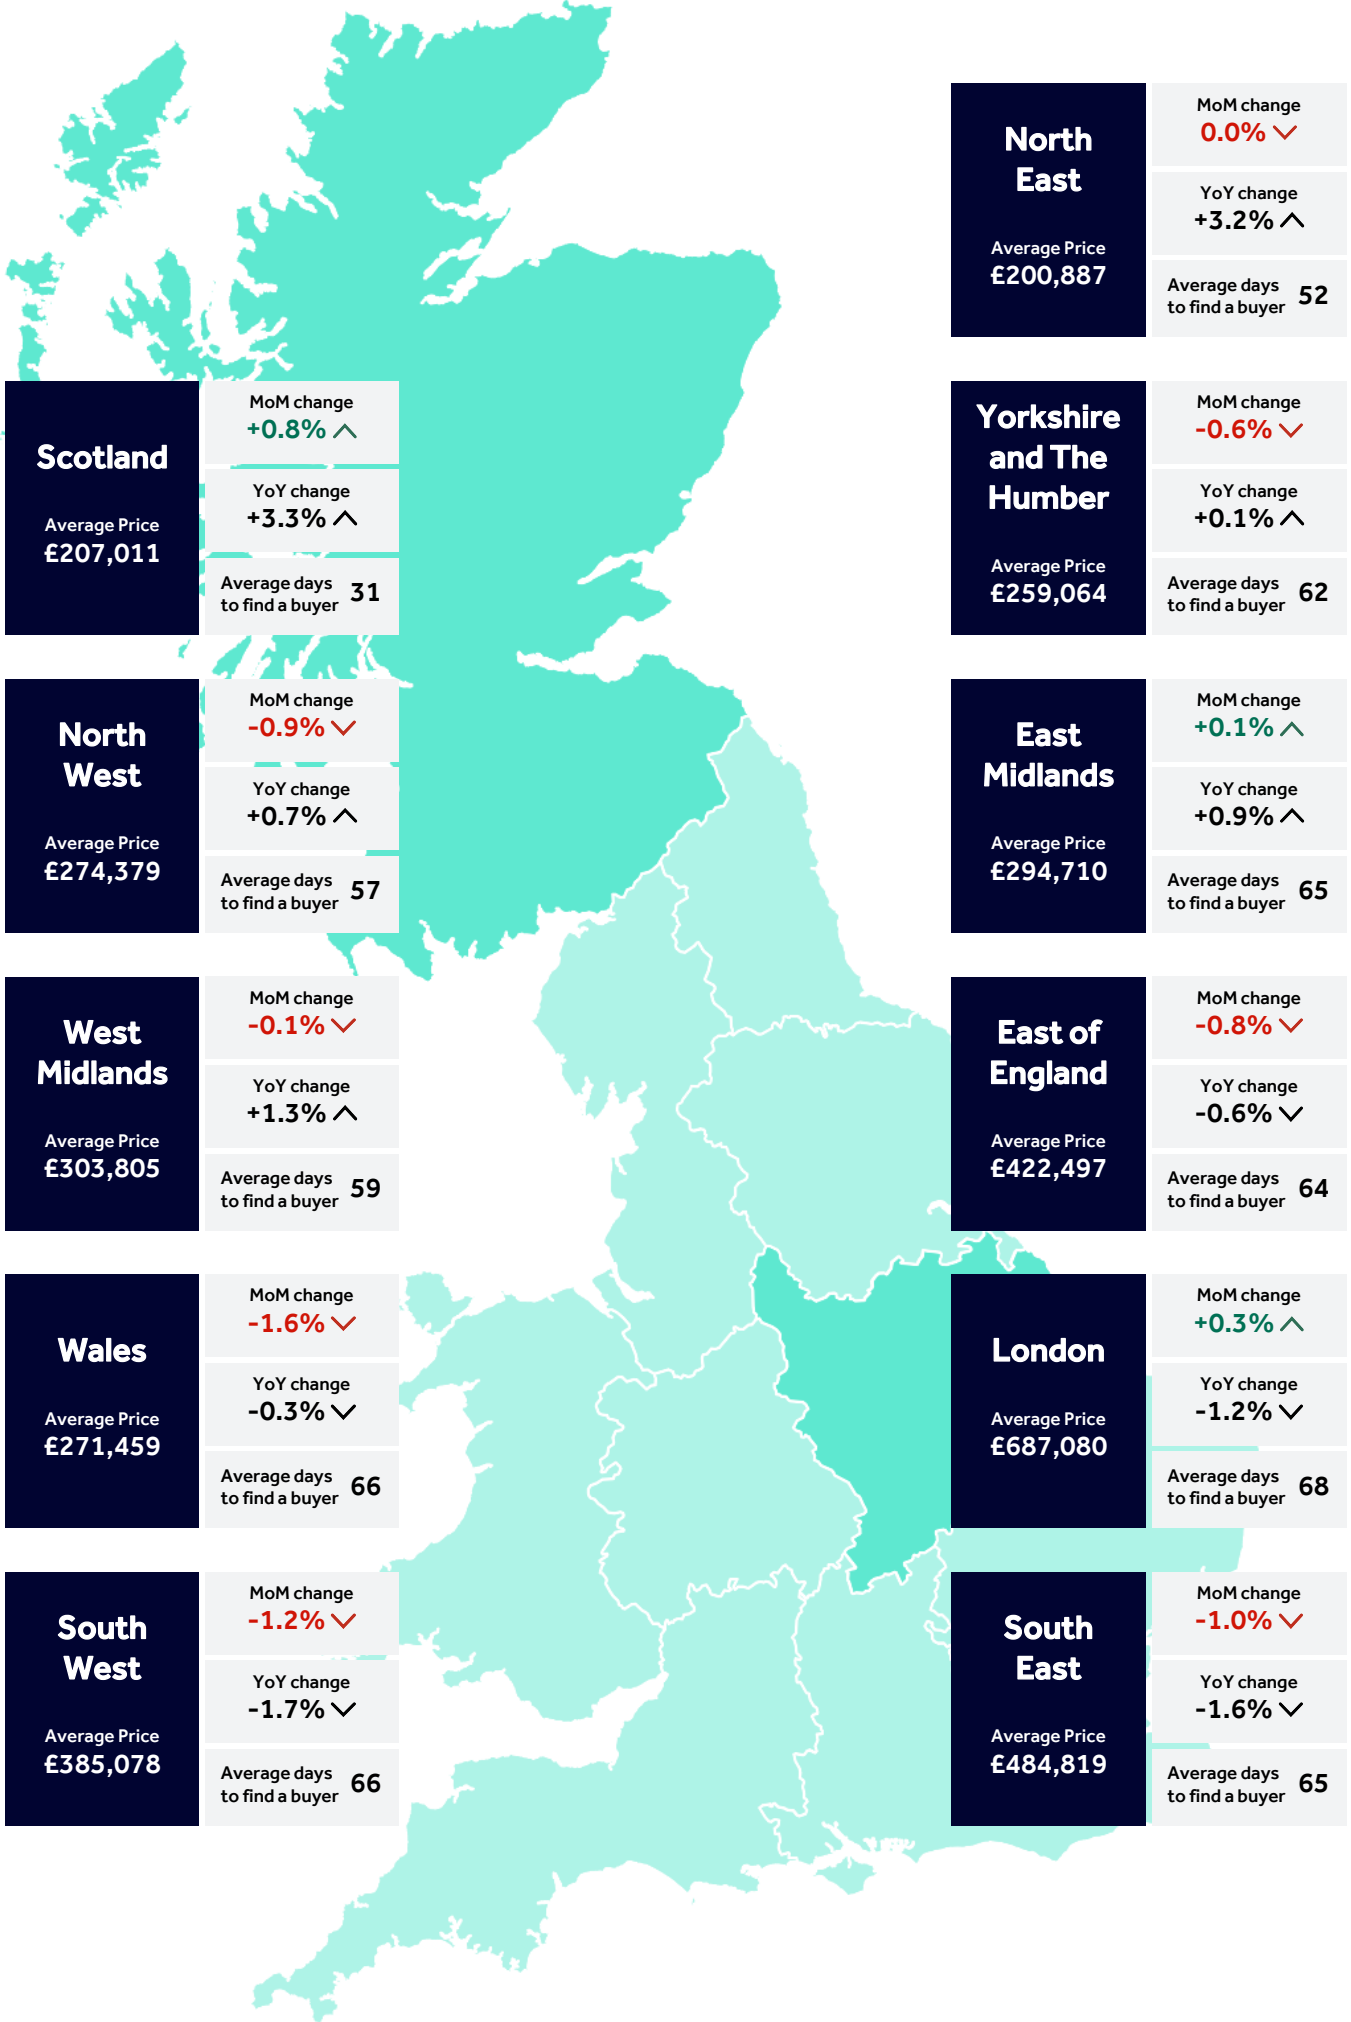 North
East
Average Price
£200,887
MoM change
0.0%
YoY change
+3.2%
Average days
to find a buyer
52
Scotland
Average Price
£207,011
MoM change
+0.8%
YoY change
+3.3%
Average days
to find a buyer
31
Yorkshire
and The
Humber
Average Price
£259,064
MoM change
-0.6%
YoY change
+0.1%
Average days
to find a buyer
62
North
West
Average Price
£274,379
MoM change
-0.9%
YoY change
+0.7%
Average days
to find a buyer
57
East
Midlands
Average Price
£294,710
MoM change
+0.1%
YoY change
+0.9%
Average days
to find a buyer
65
West
Midlands
Average Price
£303,805
MoM change
-0.1%
YoY change
+1.3%
Average days
to find a buyer
59
East of
England
Average Price
£422,497
MoM change
-0.8%
YoY change
-0.6%
Average days
to find a buyer
64
Wales
Average Price
£271,459
MoM change
-1.6%
YoY change
-0.3%
Average days
to find a buyer
66
London
Average Price
£687,080
MoM change
+0.3%
YoY change
-1.2%
Average days
to find a buyer
68
South
West
Average Price
£385,078
MoM change
-1.2%
YoY change
-1.7%
Average days
to find a buyer
66
South
East
Average Price
£484,819
MoM change
-1.0%
YoY change
-1.6%
Average days
to find a buyer
65